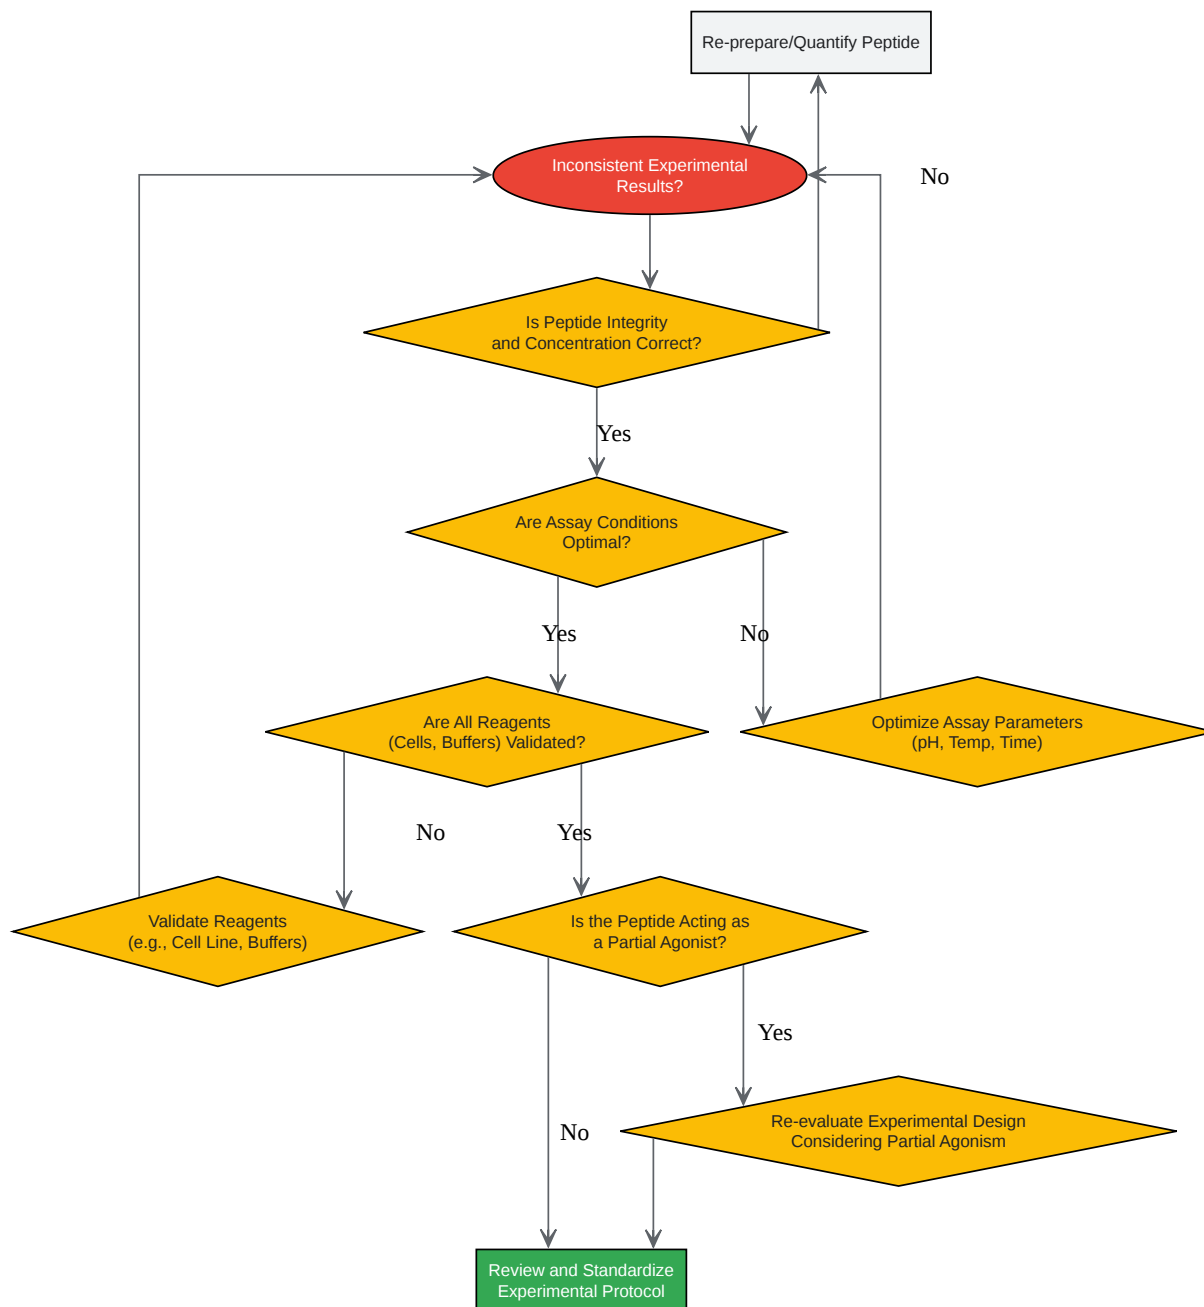 Re-prepare/Quantify Peptide
Inconsistent Experimental
Results?
No
Is Peptide Integrity
and Concentration Correct?
Yes
Are Assay Conditions
Optimal?
Yes
No
Are All Reagents
(Cells, Buffers) Validated?
Optimize Assay Parameters
(pH, Temp, Time)
No
Yes
Validate Reagents
(e.g., Cell Line, Buffers)
Is the Peptide Acting as
a Partial Agonist?
Yes
Re-evaluate Experimental Design
Considering Partial Agonism
No
Review and Standardize
Experimental Protocol